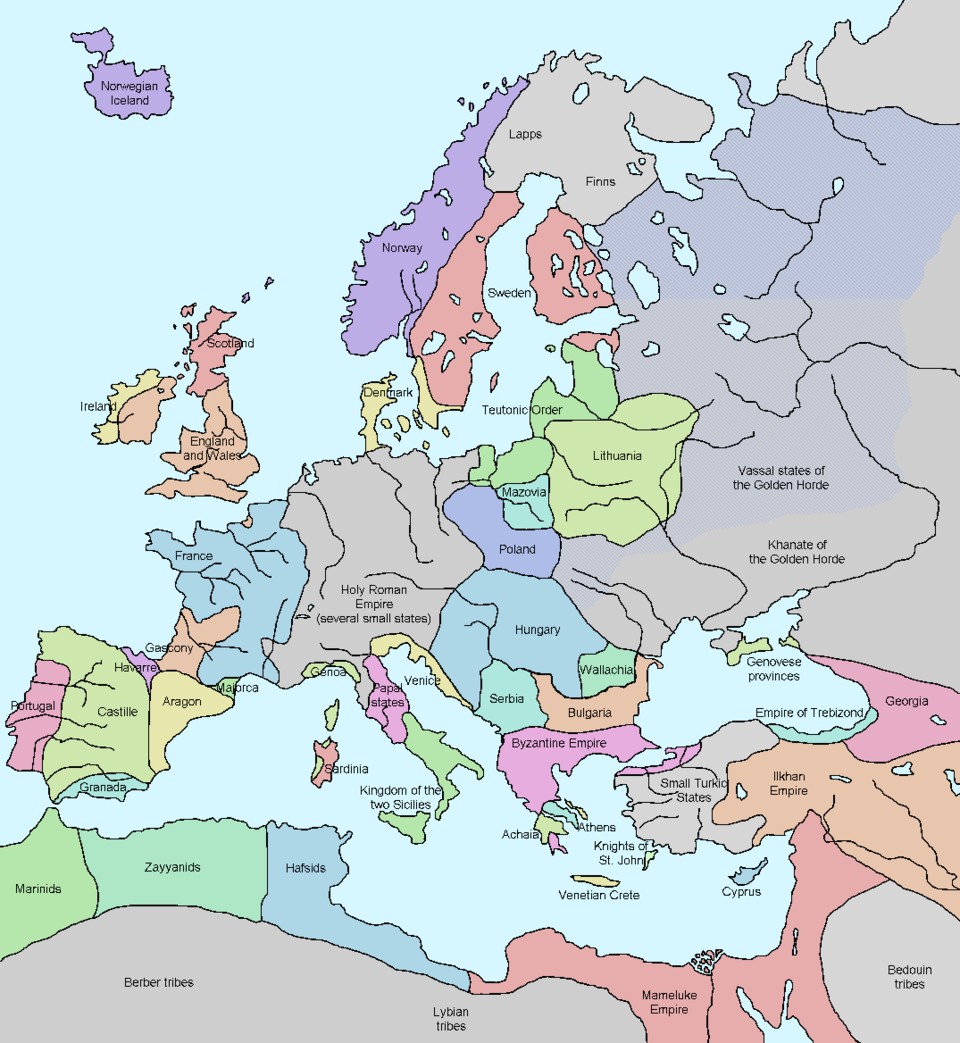 Norwegian
Iceland
Lapps
Finns
Norway
Sweden
Scotland
Denmark
Ireland
Teutonic Order
England
and Wales
Lithuania
Vassal states of
the Golden Horde
Mazovia
France
Poland
Khanate of
the Golden Horde
Holy Roman
Empire
(several small states)
Hungary
Gascony
Havarre
Genoa
Wallachia
Genovese
provinces
Majorca
Papal
states
Venice
Serbia
Georgia
Portugal
Castille
Aragon
Bulgaria
Empire of Trebizond
Byzantine Empire
Sardinia
Granada
Kingdom of the
two Sicilies
Small Turkic
States
Ilkhan
Empire
Achaia
Athens
Knights of
St. John
Zayyanids
Hafsids
Marinids
Venetian Crete
Cyprus
Berber tribes
Bedouin
tribes
Mameluke
Empire
Lybian
tribes